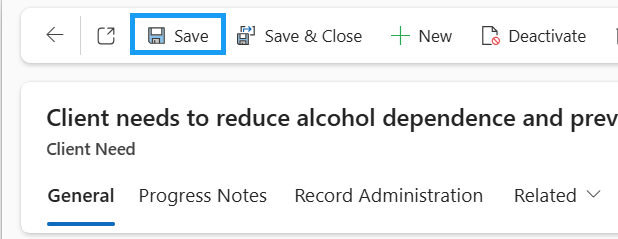 Save Save & Close New Deactivate
Client needs to reduce alcohol dependence and prev
Client Need
General Progress Notes Record Administration Related